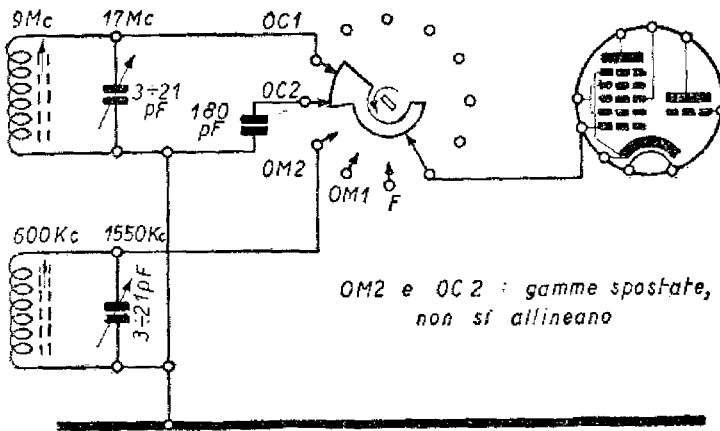 9Mc 17Mc OC1
3÷21 pF
OC2
180 pF
OM2
OM1
F
600Kc 1550Kc
3÷21pF
OM2 e OC2 : gamme spostate,
non si allineano